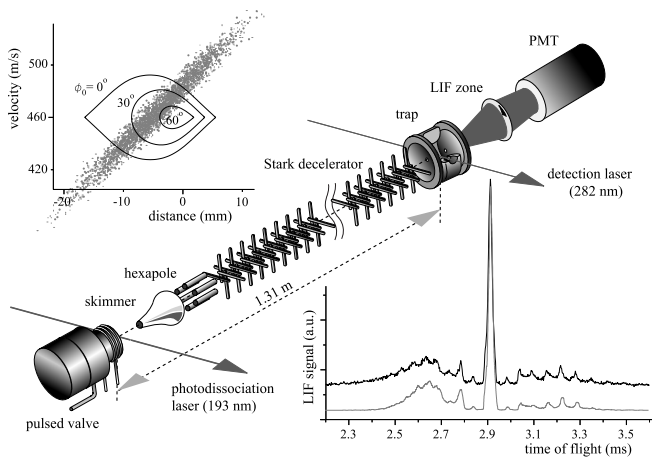 PMT
velocity (m/s)
500
460
420
ϕ₀= 0°
30°
60°
-20
-10
0
10
distance (mm)
LIF zone
trap
Stark decelerator
detection laser
(282 nm)
hexapole
skimmer
1.31 m
photodissociation
laser (193 nm)
pulsed valve
LIF signal (a.u.)
2.3
2.5
2.7
2.9
3.1
3.3
3.5
time of flight (ms)